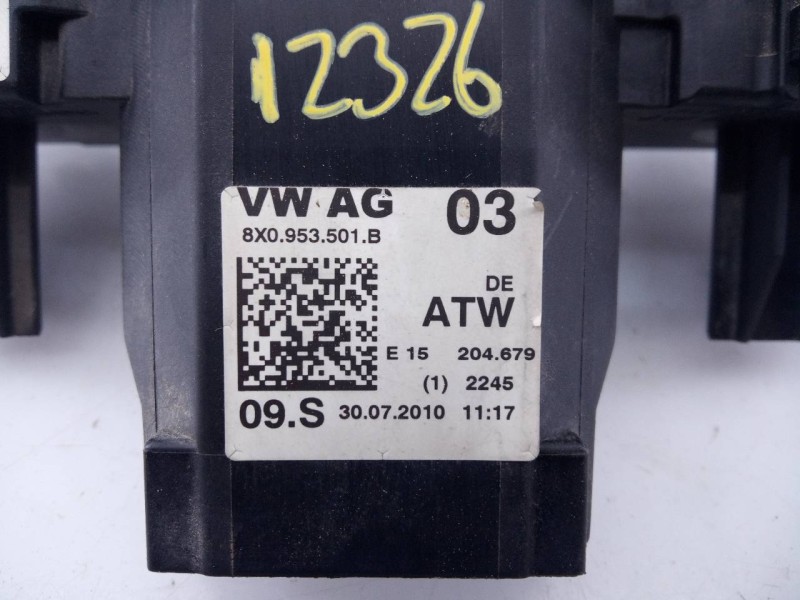 12326
VW AG 03
8X0.953.501.B
DE
ATW
E 15 204.679
(1) 2245
09.S 30.07.2010 11:17